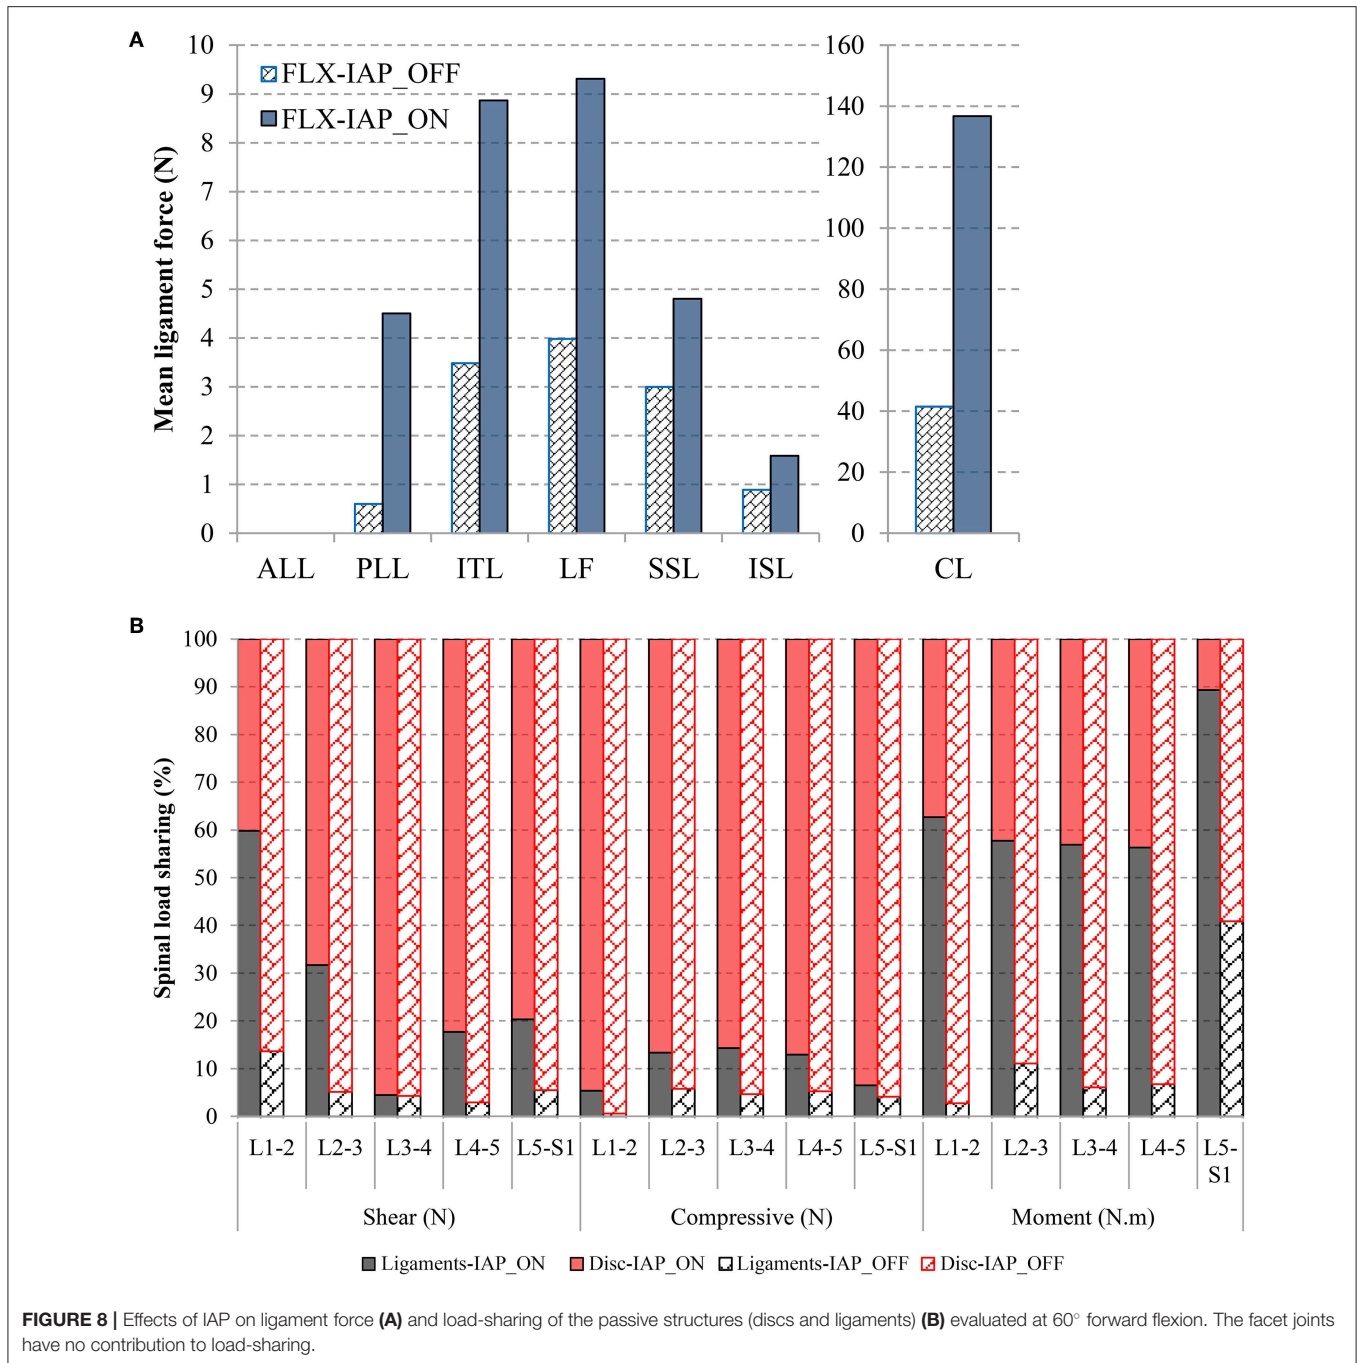 A
10
9
8
7
6
5
4
3
2
1
0
Mean ligament force (N)
FLX-IAP_OFF
FLX-IAP_ON
ALL PLL ITL LF SSL ISL
160
140
120
100
80
60
40
20
0
CL
B
100
90
80
70
60
50
40
30
20
10
0
Spinal load sharing (%)
L1-2 L2-3 L3-4 L4-5 L5-S1 L1-2 L2-3 L3-4 L4-5 L5-S1 L1-2 L2-3 L3-4 L4-5 L5-
S1
Shear (N) Compressive (N) Moment (N.m)
Ligaments-IAP_ON Disc-IAP_ON Ligaments-IAP_OFF Disc-IAP_OFF
FIGURE 8 | Effects of IAP on ligament force (A) and load-sharing of the passive structures (discs and ligaments) (B) evaluated at 60° forward flexion. The facet joints
have no contribution to load-sharing.